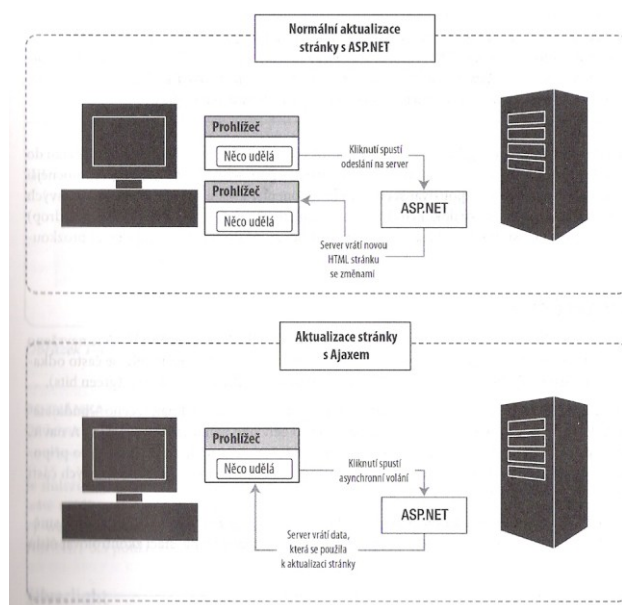 Normální aktualizace
stránky s ASP.NET
Prohlížeč
Něco udělá
Kliknutí spustí
odeslání na server
Prohlížeč
Něco udělá
ASP.NET
Server vrátí novou
HTML stránku
se změnami
Aktualizace stránky
s Ajaxem
Prohlížeč
Něco udělá
Kliknutí spustí
asynchronní volání
ASP.NET
Server vrátí data,
která se použila
k aktualizaci stránky